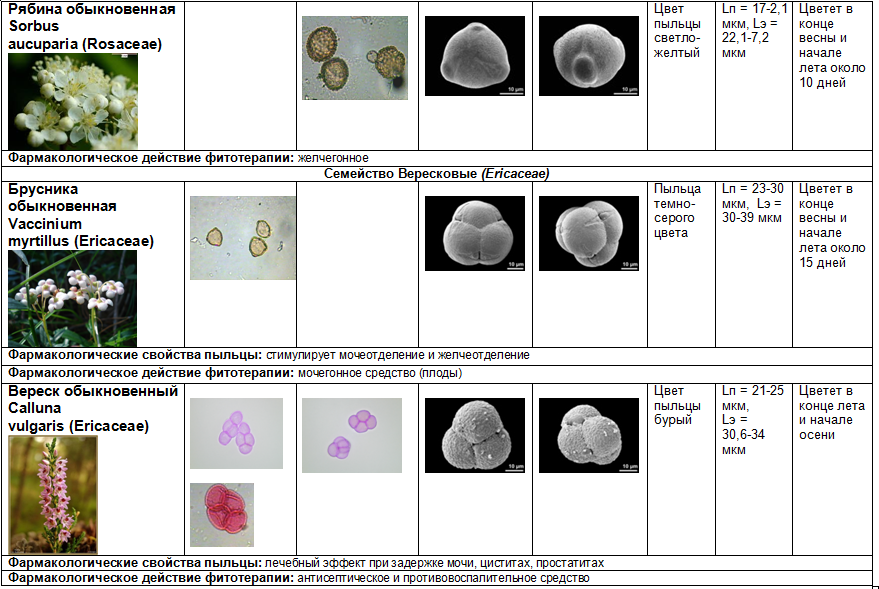 Рябина обыкновенная
Sorbus
aucuparia (Rosaceae)
10 μm
10 μm
Цвет
пыльцы
светло-
желтый
Lп = 17-2,1
мкм, Lэ =
22,1-7,2
мкм
Цветет в
конце
весны и
начале
лета около
10 дней
Фармакологическое действие фитотерапии: желчегонное
Семейство Вересковые (Ericaceae)
Брусника
обыкновенная
Vaccinium
myrtillus (Ericaceae)
10 μm
10 μm
Пыльца
темно-
серого
цвета
Lп = 23-30
мкм, Lэ =
30-39 мкм
Цветет в
конце
весны и
начале
лета около
15 дней
Фармакологические свойства пыльцы: стимулирует мочеотделение и желчеотделение
Фармакологическое действие фитотерапии: мочегонное средство (плоды)
Вереск обыкновенный
Calluna
vulgaris (Ericaceae)
10 μm
10 μm
Цвет
пыльцы
бурый
Lп = 21-25
мкм,
Lэ =
30,6-34
мкм
Цветет в
конце лета
и начале
осени
Фармакологические свойства пыльцы: лечебный эффект при задержке мочи, циститах, простатитах
Фармакологическое действие фитотерапии: антисептическое и противовоспалительное средство